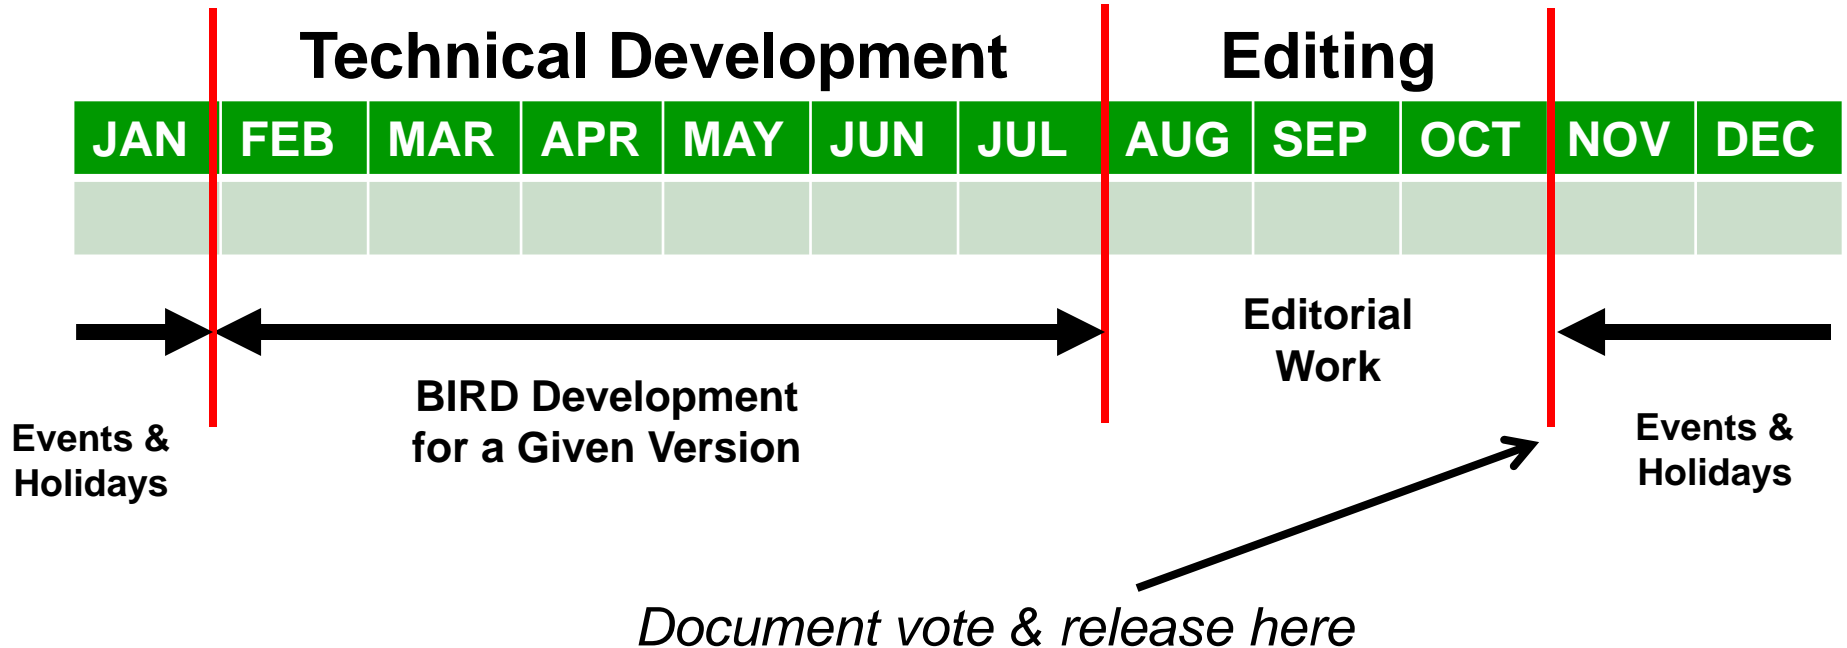 Technical Development
Editing
JAN FEB MAR APR MAY JUN JUL AUG SEP OCT NOV DEC
Editorial
Work
BIRD Development
for a Given Version
Events &
Holidays
Events &
Holidays
Document vote & release here